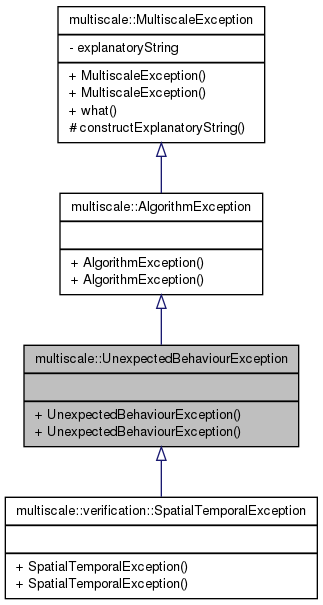 multiscale::MultiscaleException
- explanatoryString
+ MultiscaleException()
+ MultiscaleException()
+ what()
# constructExplanatoryString()
multiscale::AlgorithmException
+ AlgorithmException()
+ AlgorithmException()
multiscale::UnexpectedBehaviourException
+ UnexpectedBehaviourException()
+ UnexpectedBehaviourException()
multiscale::verification::SpatialTemporalException
+ SpatialTemporalException()
+ SpatialTemporalException()